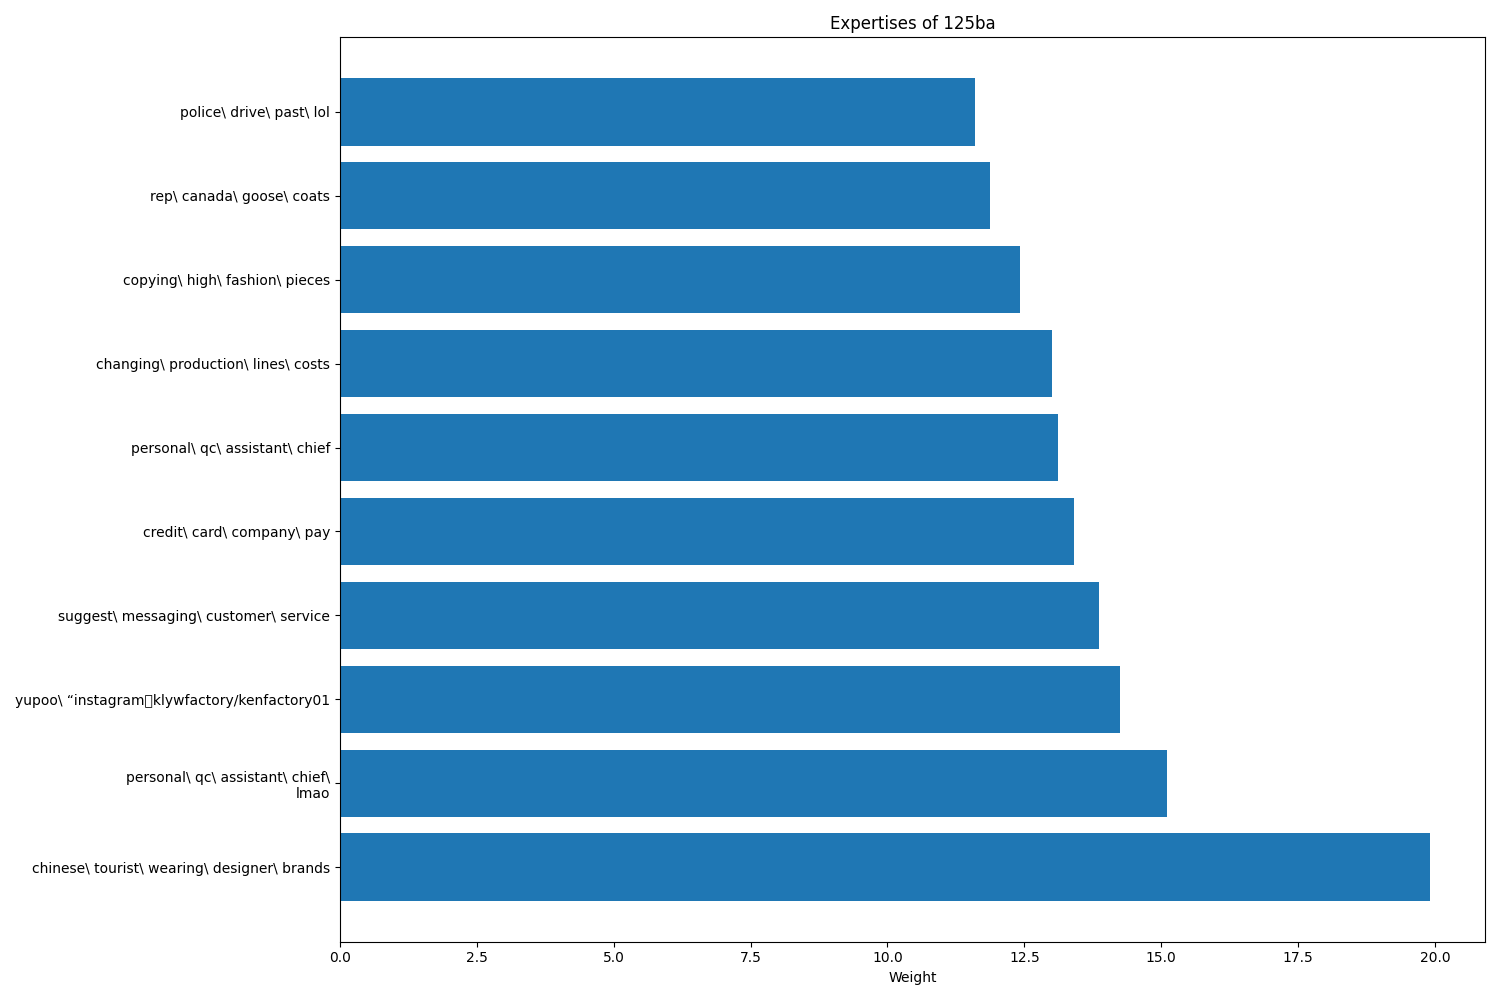 Expertises of 125ba
police\ drive\ past\ lol
rep\ canada\ goose\ coats
copying\ high\ fashion\ pieces
changing\ production\ lines\ costs
personal\ qc\ assistant\ chief
credit\ card\ company\ pay
suggest\ messaging\ customer\ service
yupoo\ “instagram▯klywfactory/kenfactory01
personal\ qc\ assistant\ chief\
lmao
chinese\ tourist\ wearing\ designer\ brands
0.0 2.5 5.0 7.5 10.0 12.5 15.0 17.5 20.0
Weight